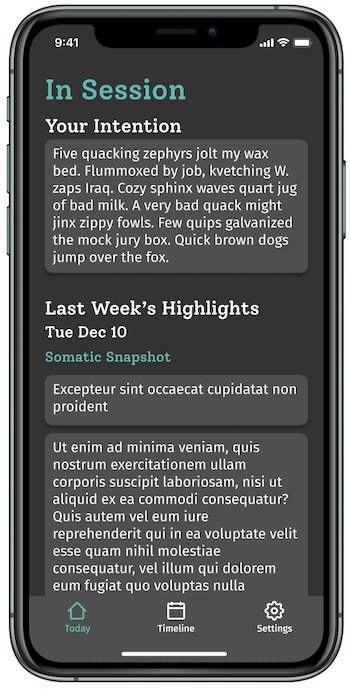 9:41
In Session
Your Intention
Five quacking zephyrs jolt my wax
bed. Flummoxed by job, kvetching W.
zaps Iraq. Cozy sphinx waves quart jug
of bad milk. A very bad quack might
jinx zippy fowls. Few quips galvanized
the mock jury box. Quick brown dogs
jump over the fox.
Last Week’s Highlights
Tue Dec 10
Somatic Snapshot
Excepteur sint occaecat cupidatat non
proident
Ut enim ad minima veniam, quis
nostrum exercitationem ullam
corporis suscipit laboriosam, nisi ut
aliquid ex ea commodi consequatur?
Quis autem vel eum iure
reprehenderit qui in ea voluptate velit
esse quam nihil molestiae
consequatur, vel illum qui dolorem
eum fugiat quo voluptas nulla
Today
Timeline
Settings